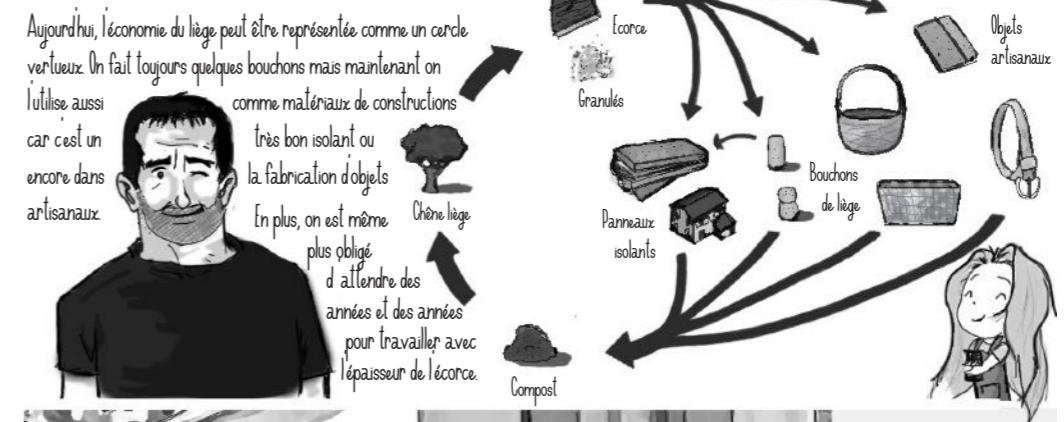 Aujourd'hui, l'économie du liège peut être représentée comme un cercle
vertueux. On fait toujours quelques bouchons mais maintenant on
l'utilise aussi comme matériaux de constructions
car c'est un très bon isolant ou
encore dans la fabrication d'objets
artisanaux.
En plus, on est même
plus obligé
d'attendre des
années et des années
pour travailler avec
l'épaisseur de l'écorce.
Ecorce
Granulés
Objets
artisanaux
Chêne liège
Bouchons
de liège
Panneaux
isolants
Compost